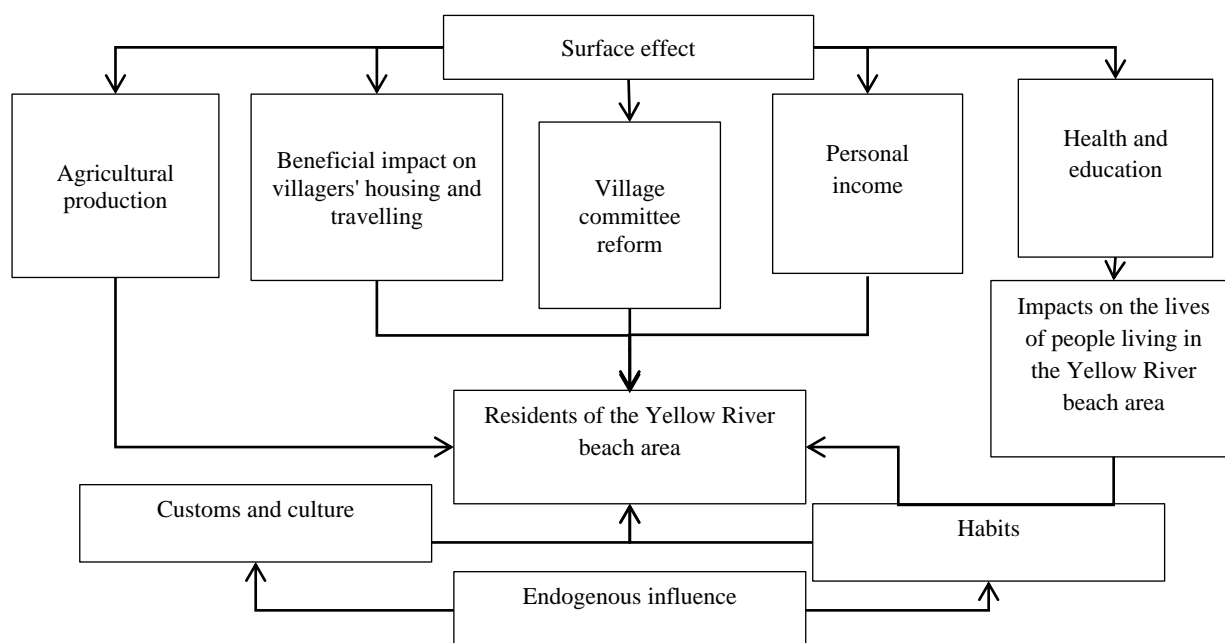 Surface effect
Agricultural
production
Beneficial impact on
villagers' housing and
travelling
Village
committee
reform
Personal
income
Health and
education
Impacts on the lives
of people living in
the Yellow River
beach area
Residents of the Yellow River
beach area
Customs and culture
Habits
Endogenous influence